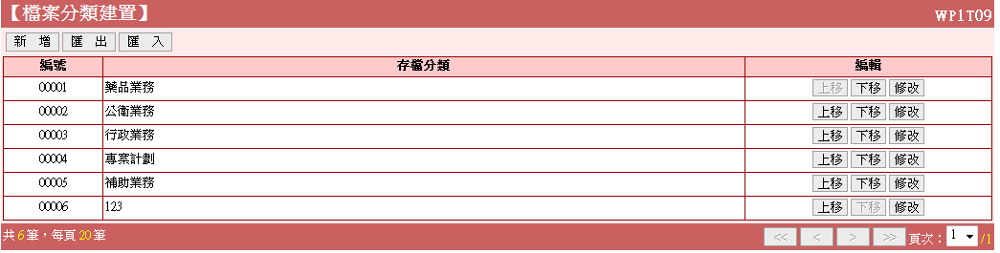 【檔案分類建置】 WP1T09
新 增 匯 出 匯 入
編號 存檔分類 編輯
00001 藥品業務 上移 下移 修改
00002 公衛業務 上移 下移 修改
00003 行政業務 上移 下移 修改
00004 專案計劃 上移 下移 修改
00005 補助業務 上移 下移 修改
00006 123 上移 下移 修改
共6筆，每頁20筆 << < > >> 頁次：1 /1